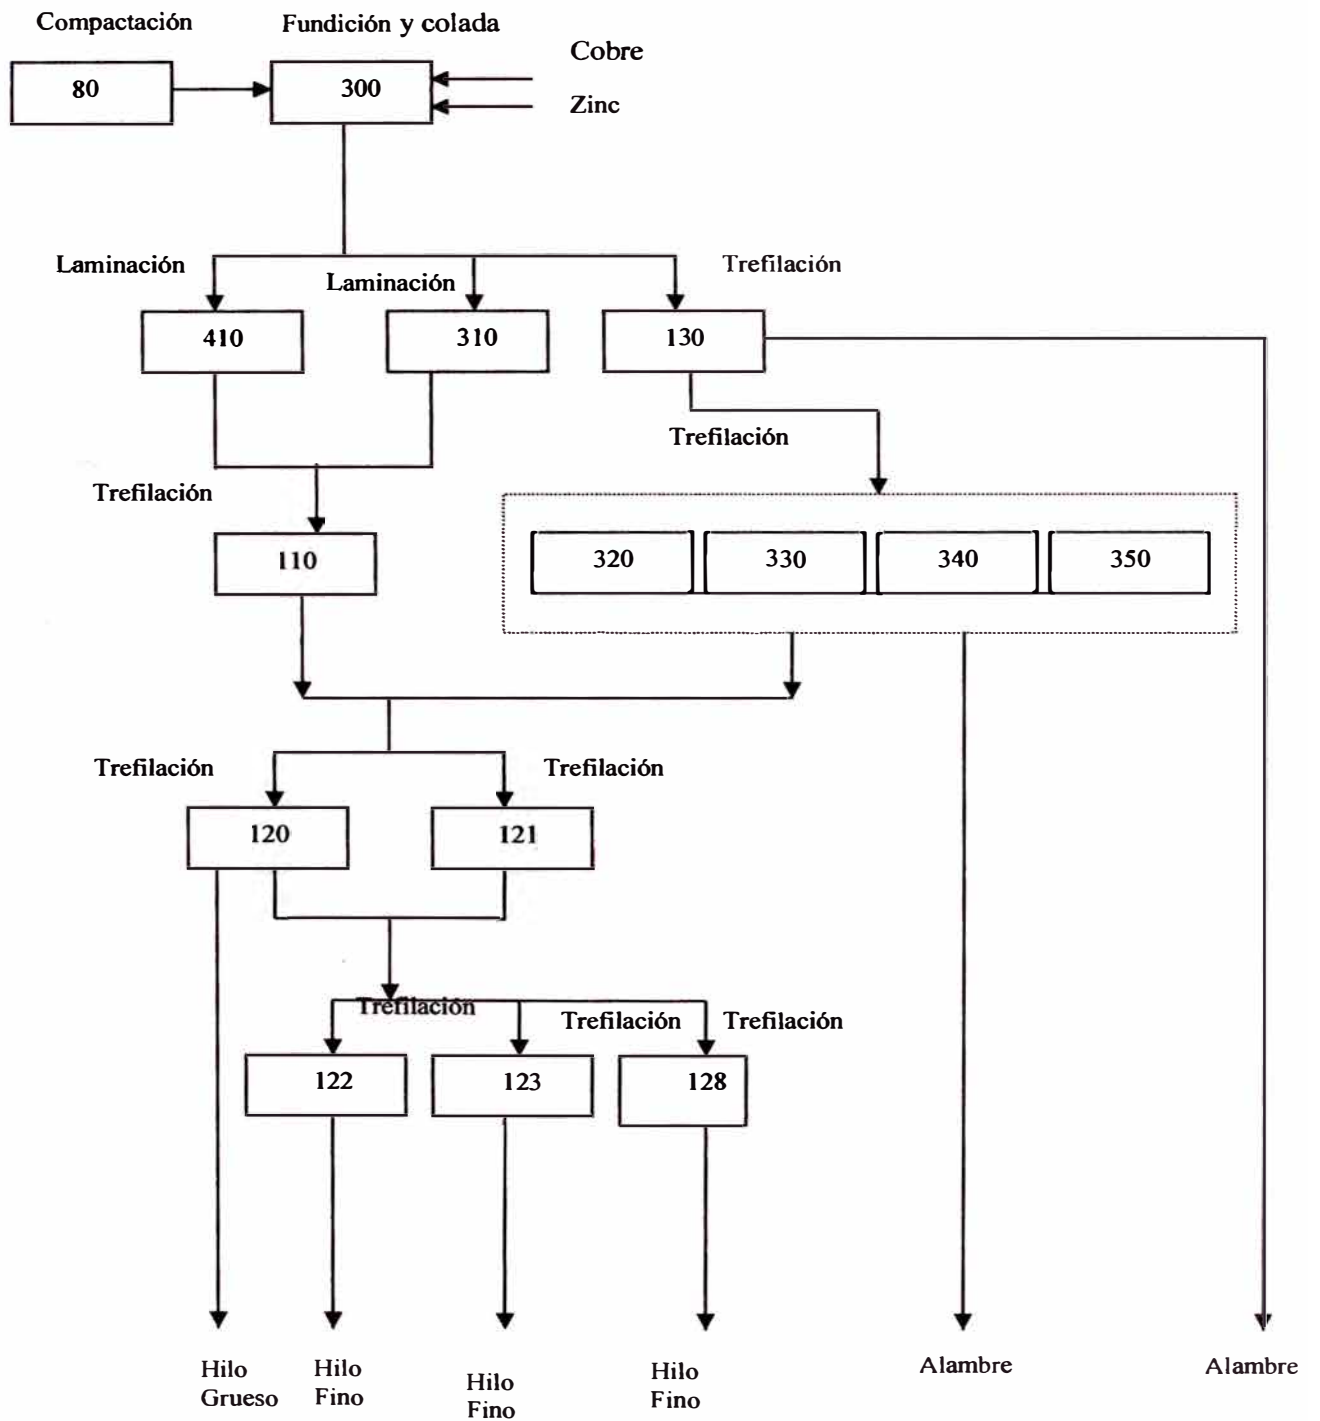 Compactación
Fundición y colada
Cobre
80
300
Zinc
Laminación
Laminación
Trefilación
410
310
130
Trefilación
Trefilación
110
320
330
340
350
Trefilación
Trefilación
120
121
Trefilación
Trefilación
Trefilación
122
123
128
Hilo
Grueso
Hilo
Fino
Hilo
Fino
Hilo
Fino
Alambre
Alambre